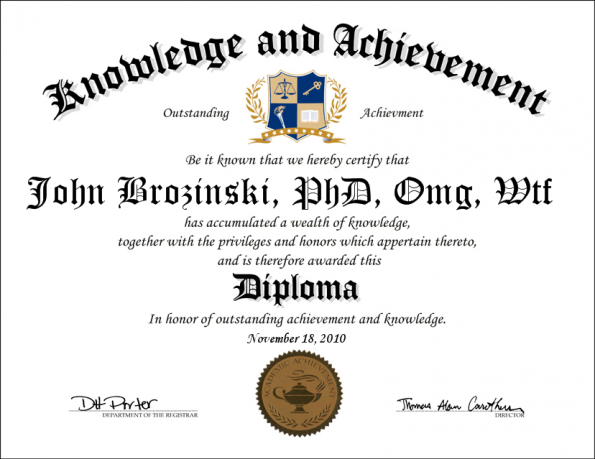 Knowledge and Achievement
Outstanding Achievment
Be it known that we hereby certify that
John Brozinski, PhD, Omg, Wtf
has accumulated a wealth of knowledge,
together with the privileges and honors which appertain thereto,
and is therefore awarded this
Diploma
In honor of outstanding achievement and knowledge.
November 18, 2010
ACADEMIC ACHIEVEMENT
DH Porter Thomas Alan Carothers
DEPARTMENT OF THE REGISTRAR DIRECTOR